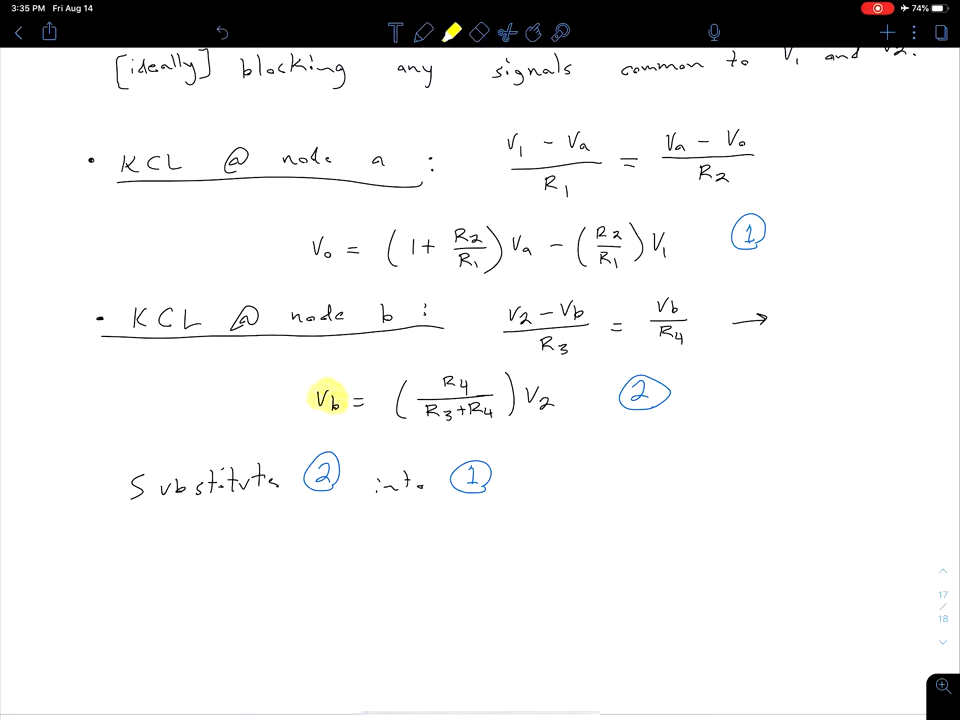 3:35 PM Fri Aug 14 74%
[ideally] blocking any signals common to V1 and V2.
• KCL @ node a : (V1 - Va)/R1 = (Va - Vo)/R2
Vo = (1 + R2/R1) Va - (R2/R1) V1 ①
• KCL @ node b : (V2 - Vb)/R3 = Vb/R4 →
Vb = (R4/(R3+R4)) V2 ②
Substitute ② into ①
17
/
18